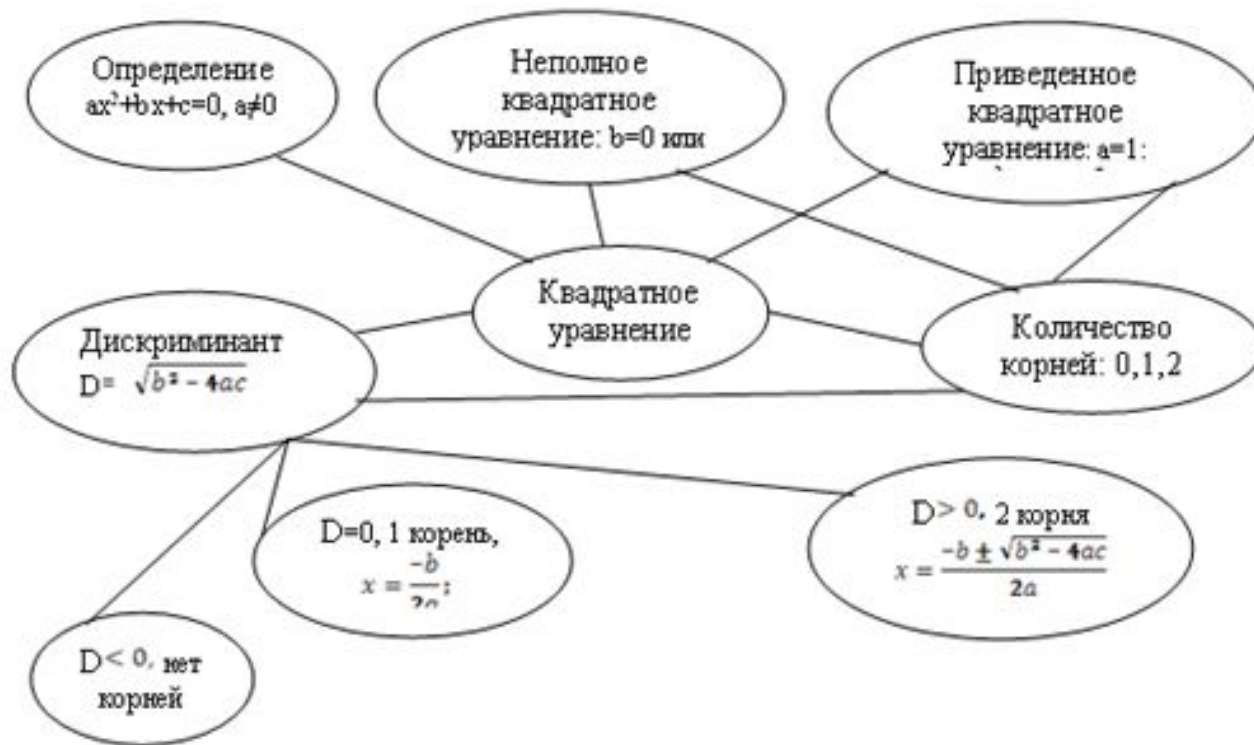 Определение
ax²+bx+c=0, a≠0
Неполное
квадратное
уравнение: b=0 или
Приведенное
квадратное
уравнение: a=1:
Квадратное
уравнение
Дискриминант
D= √(b² − 4ac)
Количество
корней: 0,1,2
D=0, 1 корень,
x = −b/2a;
D> 0, 2 корня
x = (−b ± √(b² − 4ac))/2a
D< 0, нет
корней